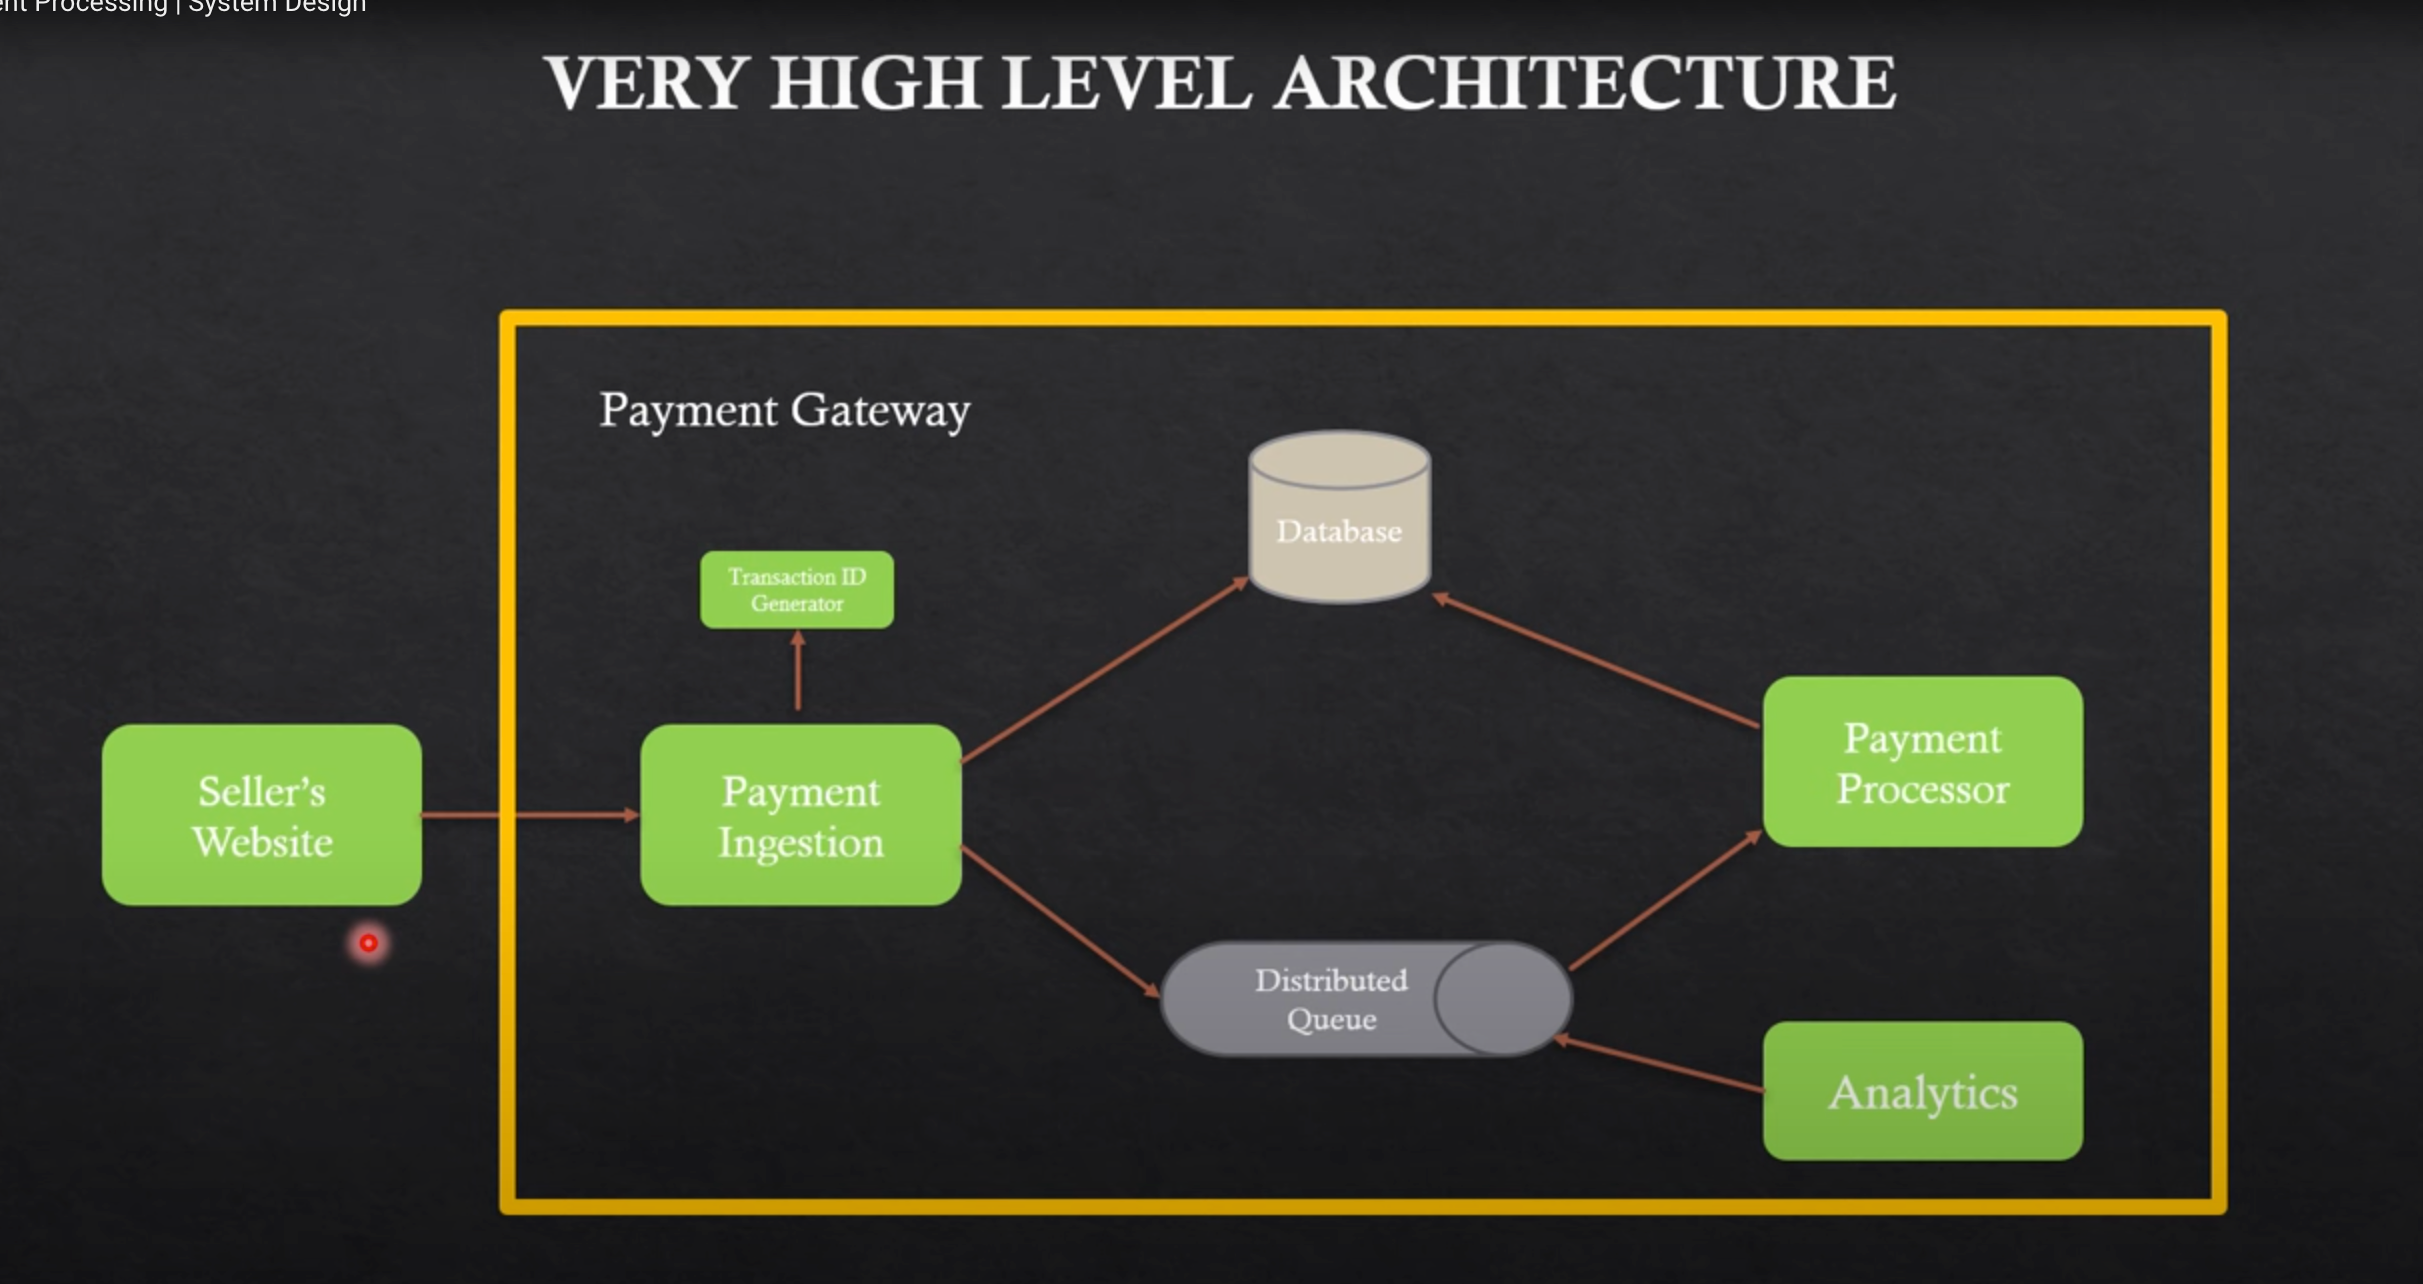 Processing | System Design
VERY HIGH LEVEL ARCHITECTURE
Payment Gateway
Database
Transaction ID
Generator
Seller’s
Website
Payment
Ingestion
Payment
Processor
Distributed
Queue
Analytics